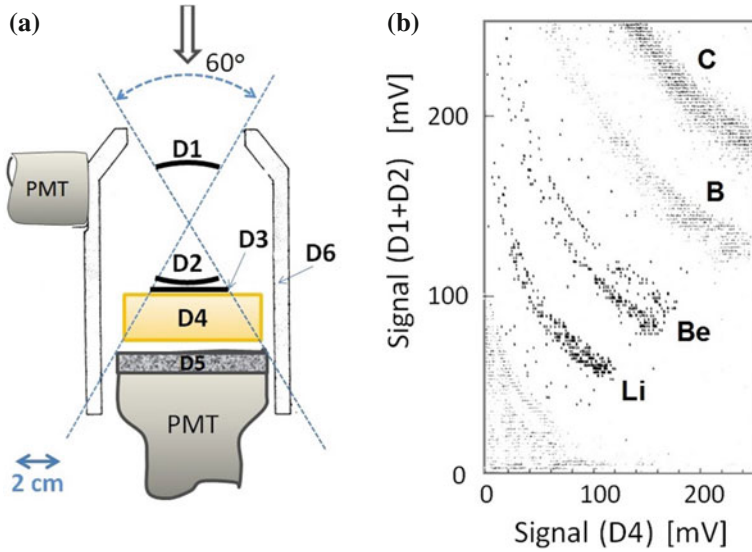 (a)
60°
D1
PMT
D3
D2
D6
D4
D5
PMT
2 cm
(b)
Signal (D1+D2) [mV]
200
100
0
C
B
Be
Li
0 100 200
Signal (D4) [mV]